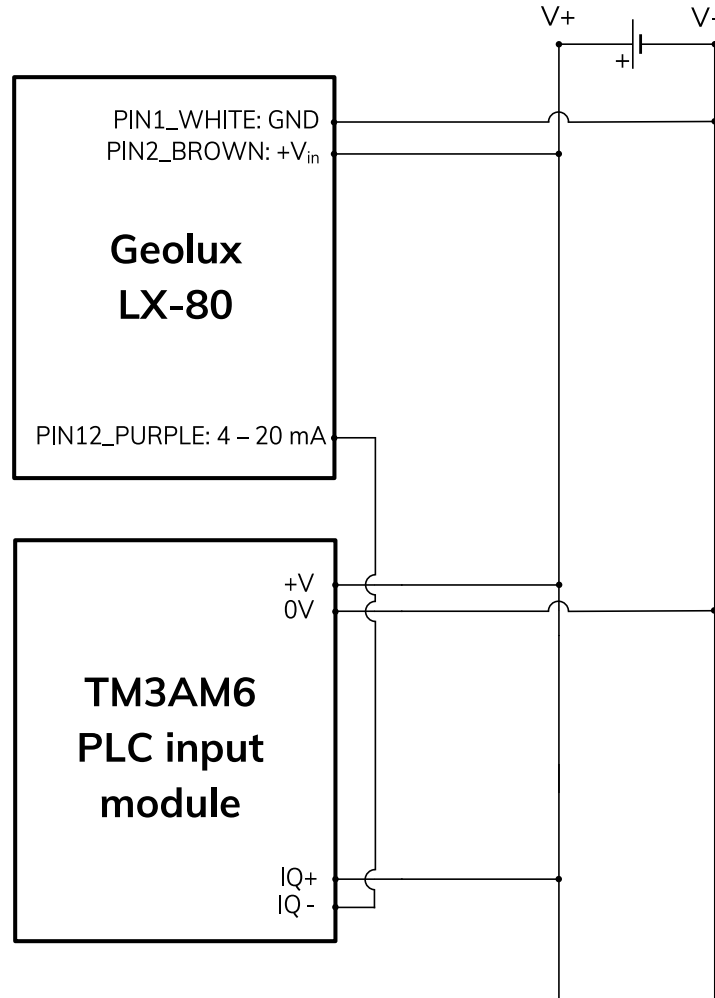 V+ V-
+
PIN1_WHITE: GND
PIN2_BROWN: +Vin
Geolux
LX-80
PIN12_PURPLE: 4 – 20 mA
+V
0V
TM3AM6
PLC input
module
IQ+
IQ -